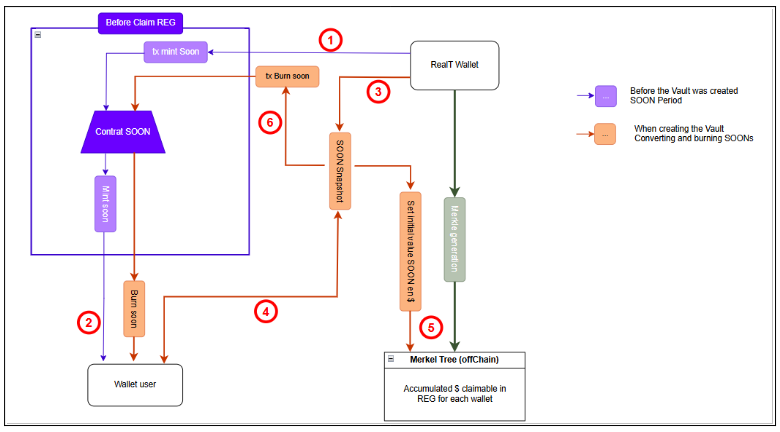 Before Claim REG
tx mint Soon
1
RealT Wallet
tx Burn soon
3
...
Before the Vault was created
SOON Period
6
Contrat SOON
...
When creating the Vault
Converting and burning SOONs
SOON Snapshot
Mint soon
Set initial value SOON en $
Merkle generation
Burn soon
2
4
5
Merkel Tree (offChain)
Wallet user
Accumulated $ claimable in
REG for each wallet